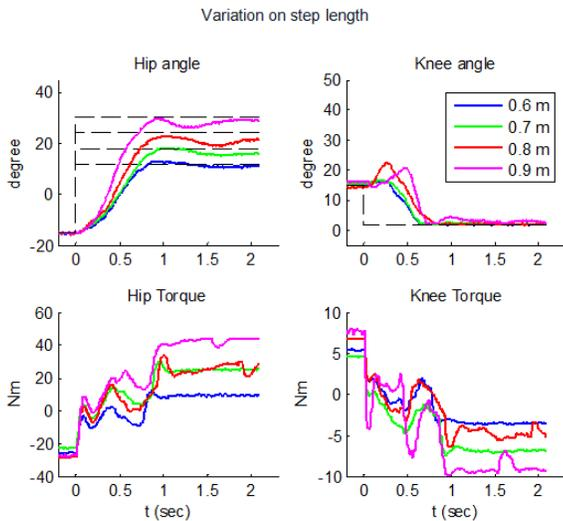 Variation on step length
Hip angle
Knee angle
40
20
0
-20
degree
0
0.5
1
1.5
2
50
40
30
20
10
0
degree
0
0.5
1
1.5
2
0.6 m
0.7 m
0.8 m
0.9 m
Hip Torque
Knee Torque
60
40
20
0
-20
-40
Nm
0
0.5
1
1.5
2
t (sec)
10
5
0
-5
-10
Nm
0
0.5
1
1.5
2
t (sec)